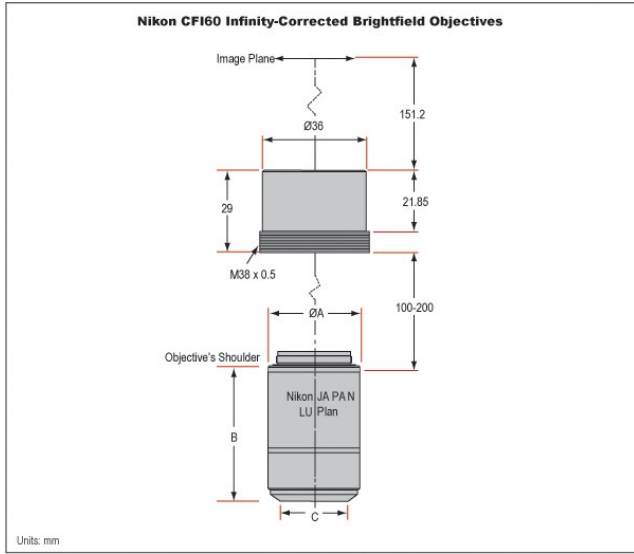 Nikon CFI60 Infinity-Corrected Brightfield Objectives
Image Plane
151.2
Ø36
29
21.85
M38 x 0.5
100-200
ØA
Objective's Shoulder
Nikon JAPAN
LU Plan
B
C
Units: mm